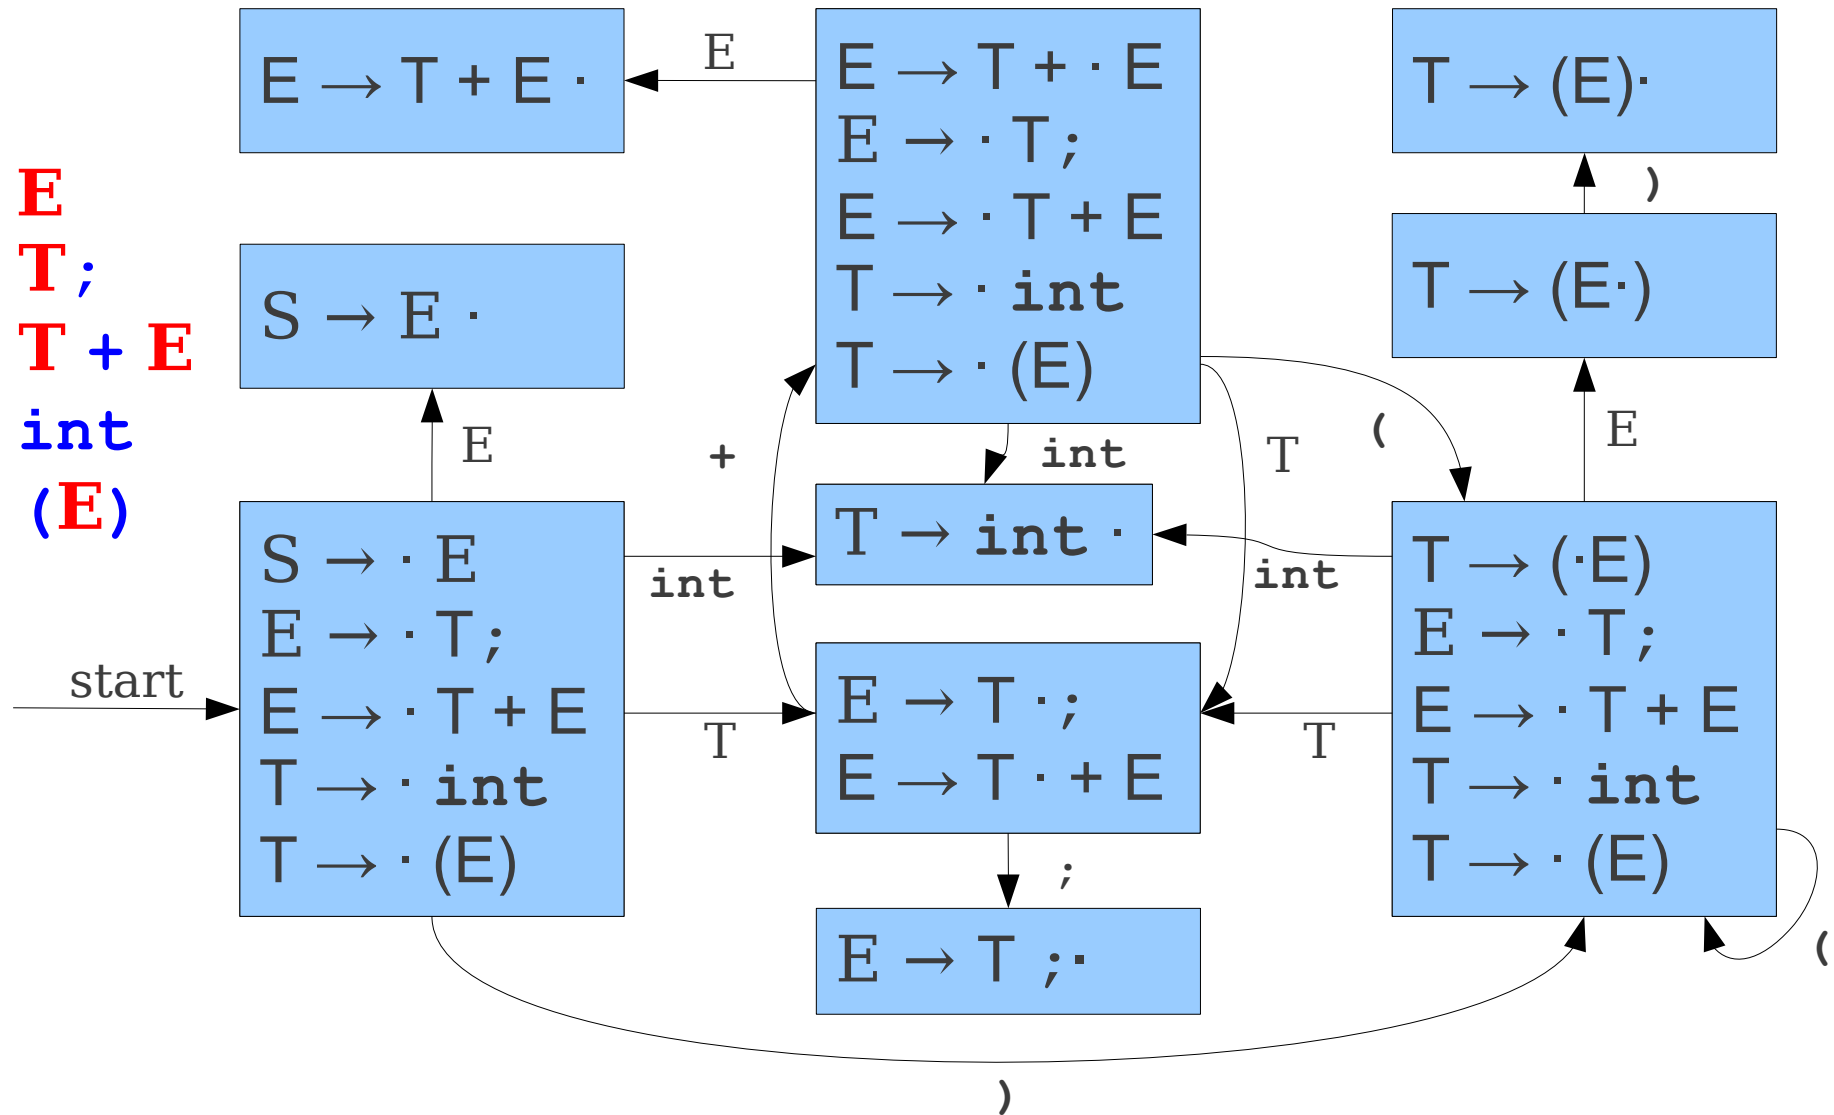 E → T + E ·
E
E → T + · E
E → · T ;
E → · T + E
T → · int
T → · (E)
T → (E)·
)
T → (E·)
E
T ;
T + E
int
(E)
S → E ·
E
+
int
T
(
E
S → · E
E → · T ;
E → · T + E
T → · int
T → · (E)
start
int
T
T → int ·
int
E → T · ;
E → T · + E
T
;
E → T ;·
T → (·E)
E → · T ;
E → · T + E
T → · int
T → · (E)
(
)